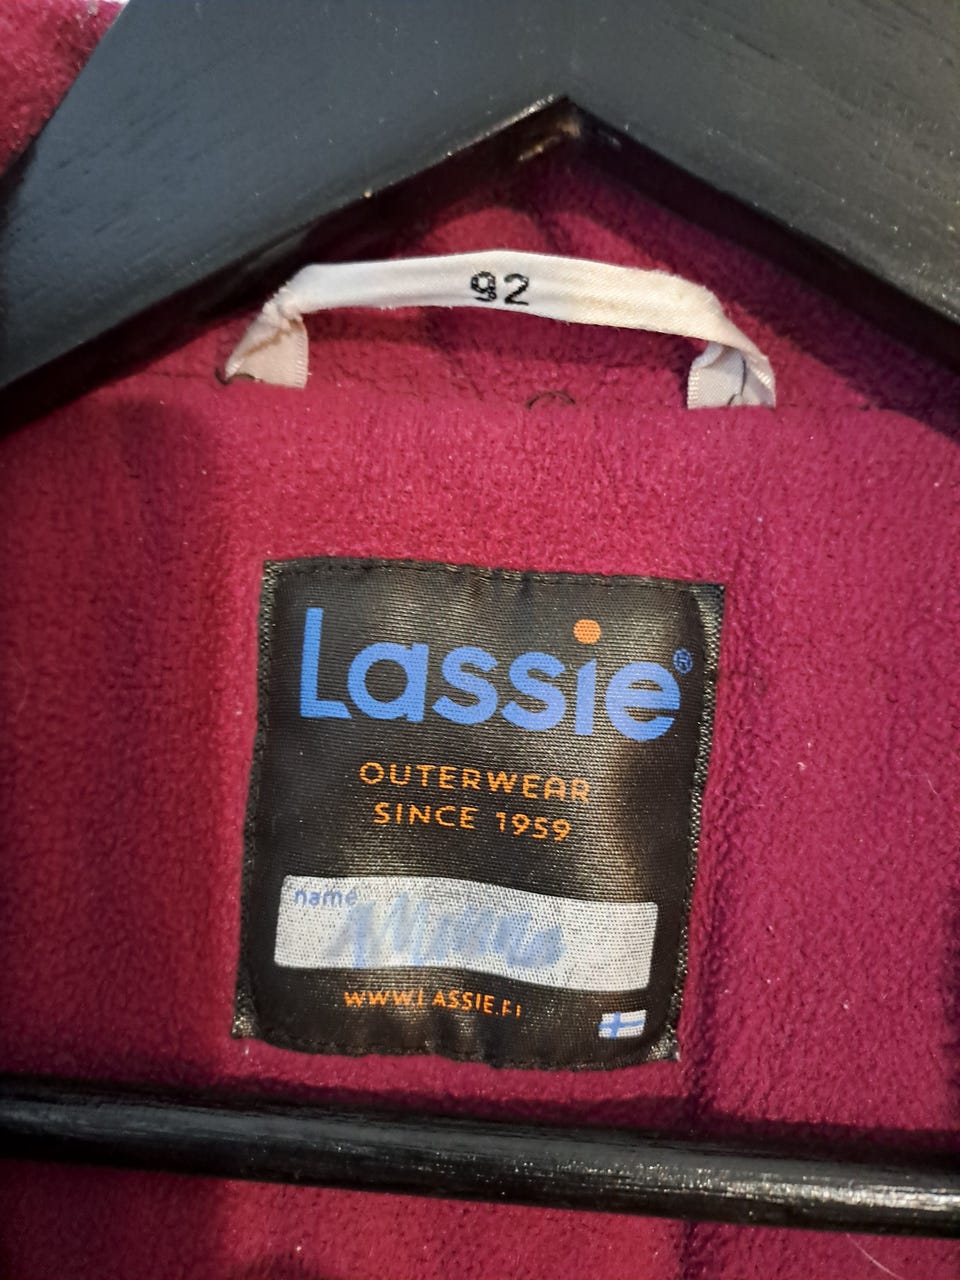 92
Lassie®
OUTERWEAR
SINCE 1959
name
WWW.LASSIE.FI